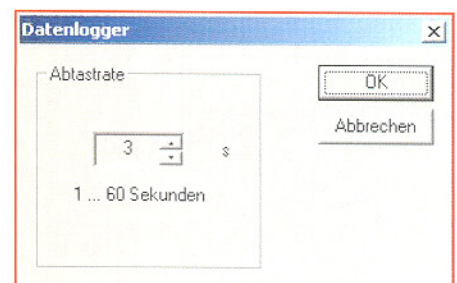 Datenlogger
Abtastrate
OK
Abbrechen
3 s
1 ... 60 Sekunden